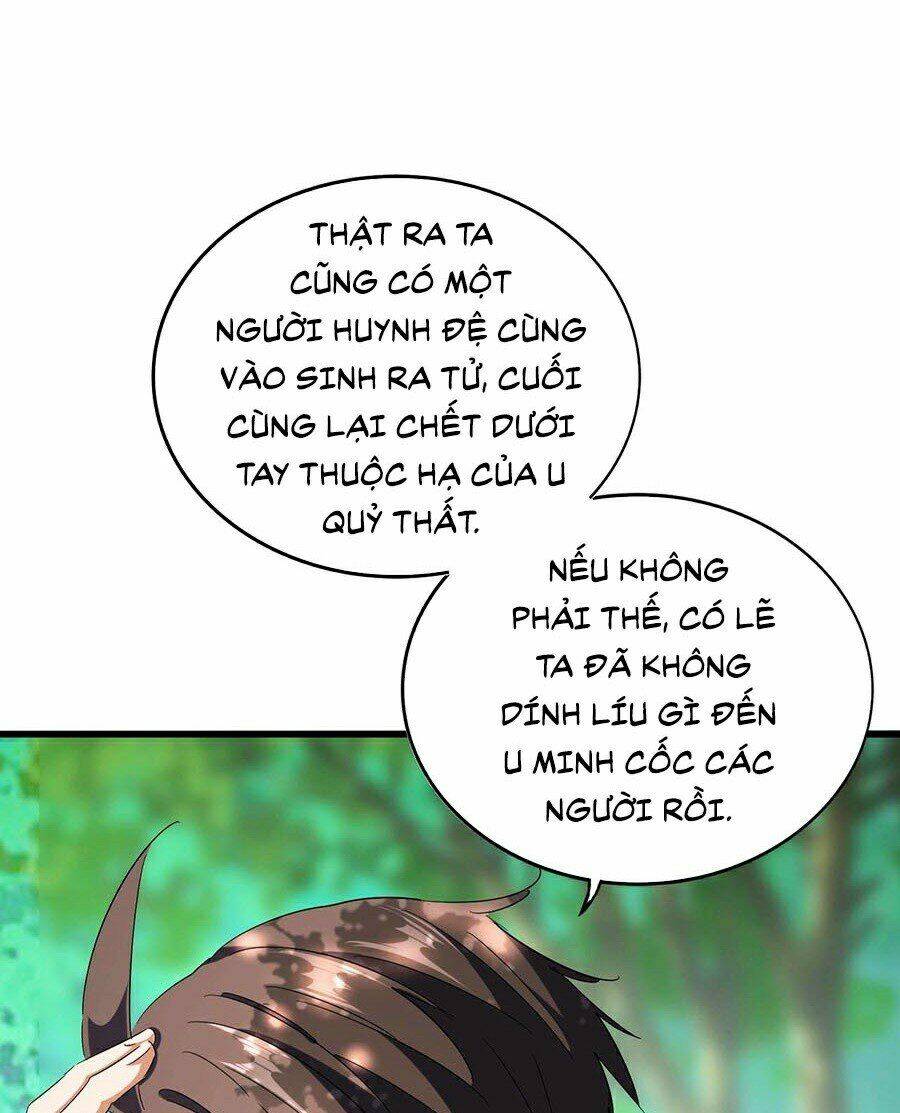 THẬT RA TA
CŨNG CÓ MỘT
NGƯỜI HUYNH ĐỆ CÙNG
VÀO SINH RA TỬ, CUỐI
CÙNG LẠI CHẾT DƯỚI
TAY THUỘC HẠ CỦA U
QUỶ THẤT.
NẾU KHÔNG
PHẢI THẾ, CÓ LẼ
TA ĐÃ KHÔNG
DÍNH LÍU GÌ ĐẾN
U MINH CỐC CÁC
NGƯỜI RỒI.